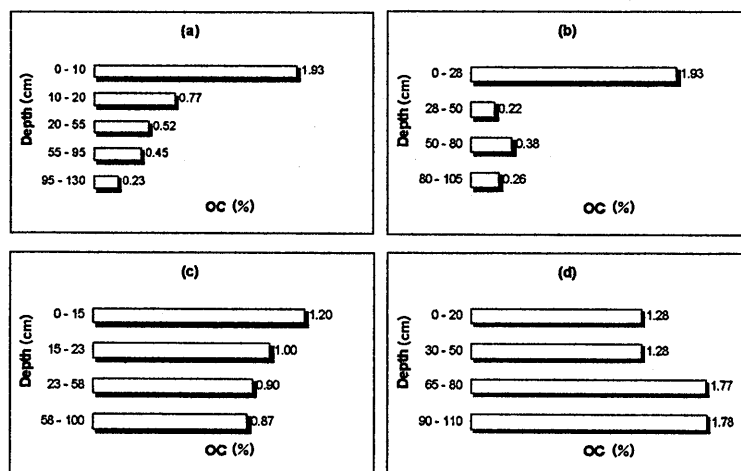 (a)
Depth (cm)
0 - 10 1.93
10 - 20 0.77
20 - 55 0.52
55 - 95 0.45
95 - 130 0.23
OC (%)
(b)
Depth (cm)
0 - 28 1.93
28 - 50 0.22
50 - 80 0.38
80 - 105 0.26
OC (%)
(c)
Depth (cm)
0 - 15 1.20
15 - 23 1.00
23 - 58 0.90
58 - 100 0.87
OC (%)
(d)
Depth (cm)
0 - 20 1.28
30 - 50 1.28
65 - 80 1.77
90 - 110 1.78
OC (%)